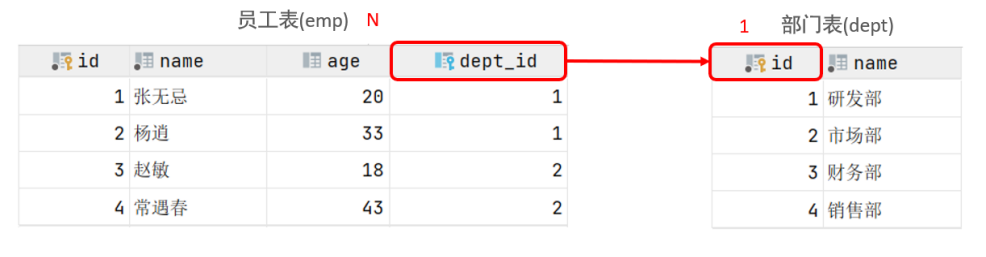 员工表(emp) N 1 部门表(dept)
id name age dept_id
1 张无忌 20 1
2 杨逍 33 1
3 赵敏 18 2
4 常遇春 43 2
id name
1 研发部
2 市场部
3 财务部
4 销售部